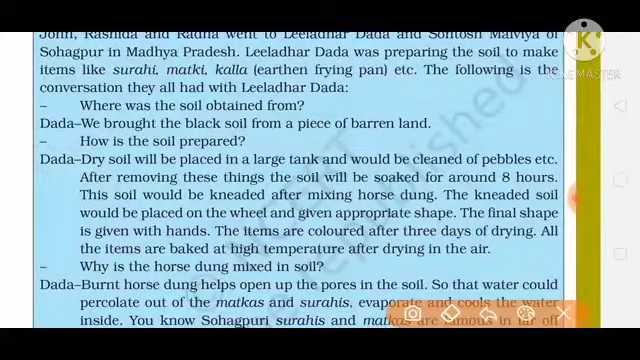 John, Rashida and Radha went to Leeladhar Dada and Sontosh Malviya of
Sohagpur in Madhya Pradesh. Leeladhar Dada was preparing the soil to make
items like surahi, matki, kalla (earthen frying pan) etc. The following is the
conversation they all had with Leeladhar Dada:
– Where was the soil obtained from?
Dada–We brought the black soil from a piece of barren land.
– How is the soil prepared?
Dada–Dry soil will be placed in a large tank and would be cleaned of pebbles etc.
After removing these things the soil will be soaked for around 8 hours.
This soil would be kneaded after mixing horse dung. The kneaded soil
would be placed on the wheel and given appropriate shape. The final shape
is given with hands. The items are coloured after three days of drying. All
the items are baked at high temperature after drying in the air.
– Why is the horse dung mixed in soil?
Dada–Burnt horse dung helps open up the pores in the soil. So that water could
percolate out of the matkas and surahis, evaporate and cools the water
inside. You know Sohagpuri surahis and matkas are famous in far off
KINEMASTER